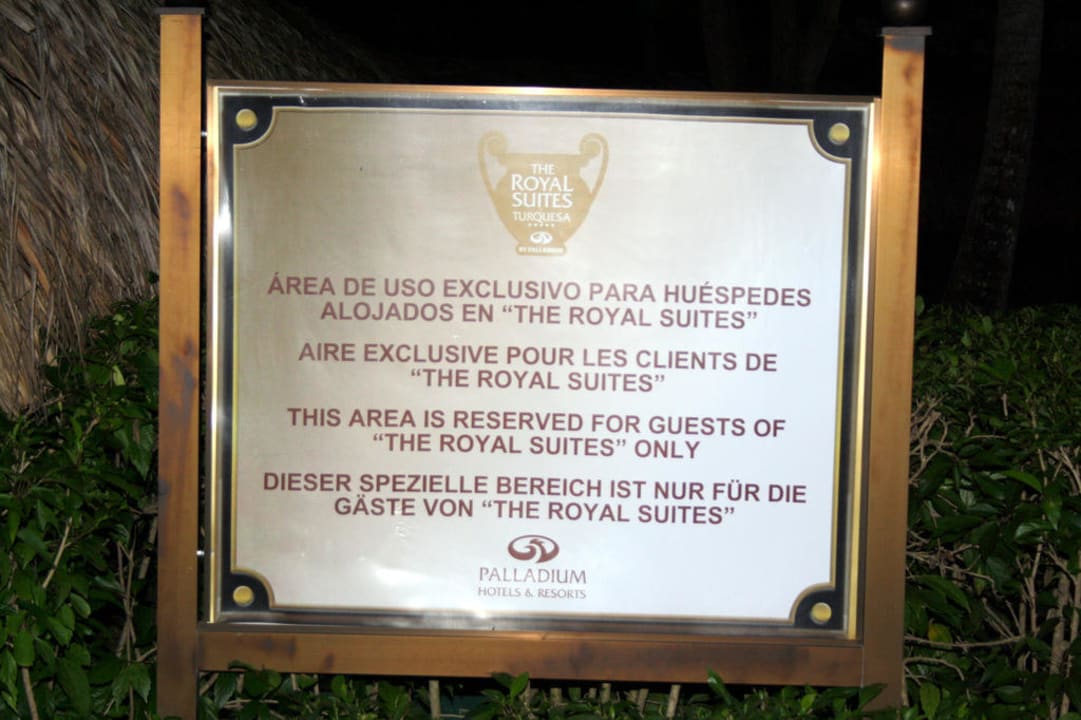 THE
ROYAL
SUITES
TURQUESA
BY PALLADIUM
ÁREA DE USO EXCLUSIVO PARA HUÉSPEDES
ALOJADOS EN “THE ROYAL SUITES”
AIRE EXCLUSIVE POUR LES CLIENTS DE
“THE ROYAL SUITES”
THIS AREA IS RESERVED FOR GUESTS OF
“THE ROYAL SUITES” ONLY
DIESER SPEZIELLE BEREICH IST NUR FÜR DIE
GÄSTE VON “THE ROYAL SUITES”
PALLADIUM
HOTELS & RESORTS